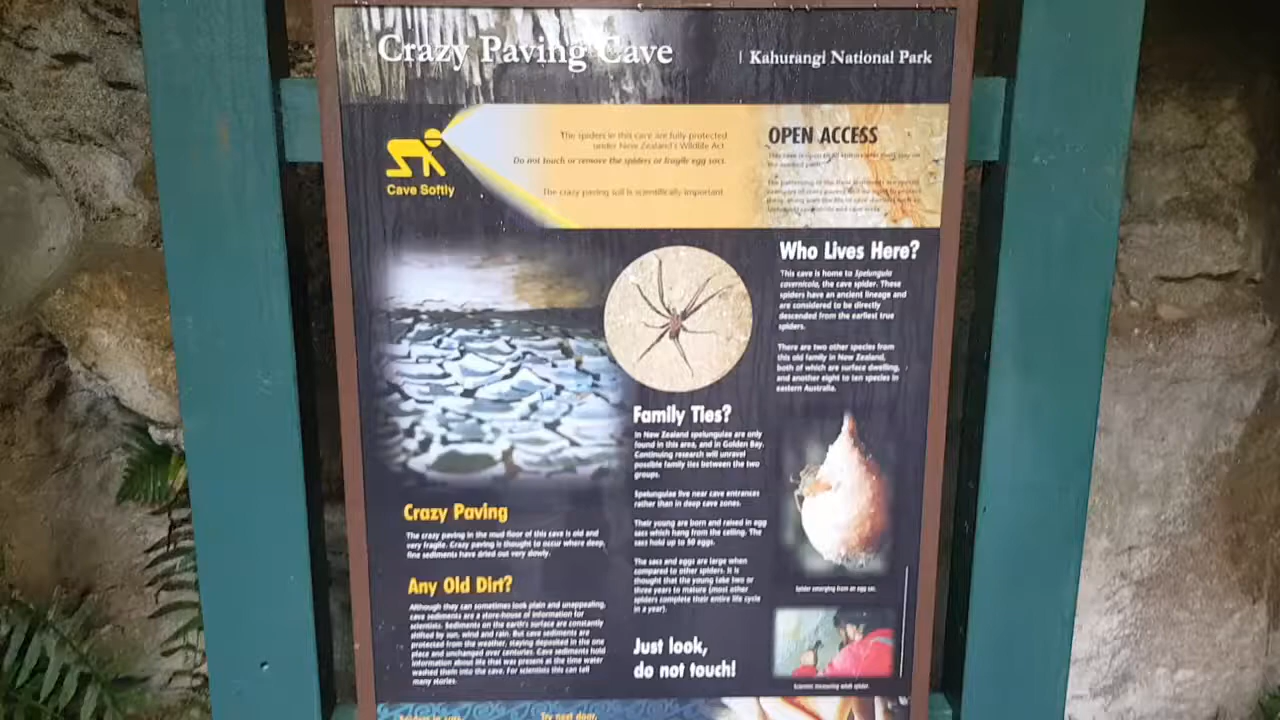 Crazy Paving Cave
Kahurangi National Park
The spiders in this cave are fully protected
under New Zealand's Wildlife Act
Do not touch or remove the spiders or fragile egg sacs.
The crazy paving soil is scientifically important
Cave Softly
OPEN ACCESS
Who Lives Here?
This cave is home to Spelungula
cavernicola, the cave spider. These
spiders have an ancient lineage and
are considered to be directly
descended from the earliest true
spiders.
There are two other species from
this old family in New Zealand,
both of which are surface dwelling,
and another eight to ten species in
eastern Australia.
Family Ties?
In New Zealand spelungulae are only
found in this area, and in Golden Bay.
Continuing research will unravel
possible family ties between the two
groups.
Spelungulae live near cave entrances
rather than in deep cave zones.
Their young are born and raised in egg
sacs which hang from the ceiling. The
sacs hold up to 50 eggs.
The sacs and eggs are large when
compared to other spiders. It is
thought that the young take two or
three years to mature (most other
spiders complete their entire life cycle
in a year).
Just look,
do not touch!
Spider emerging from an egg sac.
Scientist measuring adult spider.
Crazy Paving
The crazy paving in the mud floor of this cave is old and
very fragile. Crazy paving is thought to occur where deep,
fine sediments have dried out very slowly.
Any Old Dirt?
Although they can sometimes look plain and unappealing,
cave sediments are a store-house of information for
scientists. Sediments on the earth's surface are constantly
shifted by sun, wind and rain. But cave sediments are
protected from the weather, staying deposited in the one
place and unchanged over centuries. Cave sediments hold
information about life that was present at the time water
washed them into the cave. For scientists this can tell
many stories.
Try next door.